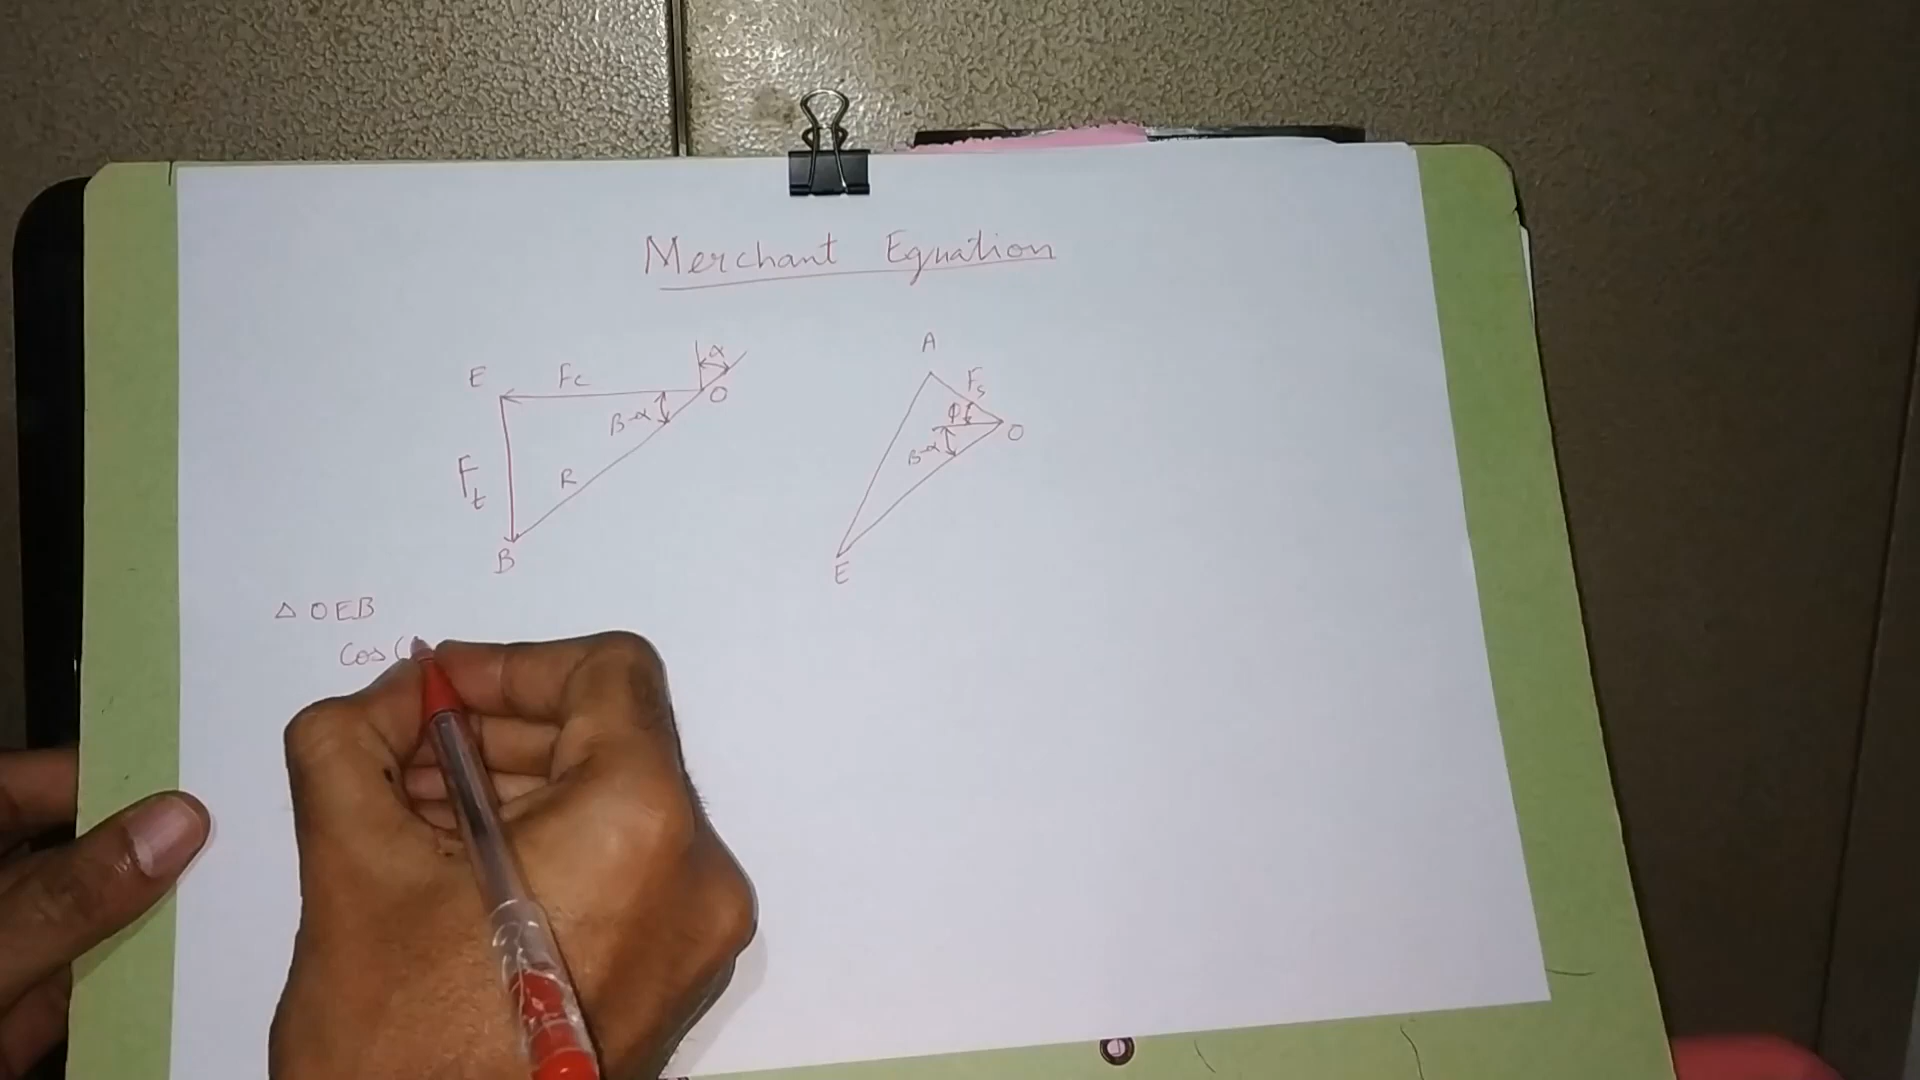 Merchant Equation
E Fc α O
β-α
Ft R
B
A
Fs
φ O
β-α
E
△ OEB
Cos (